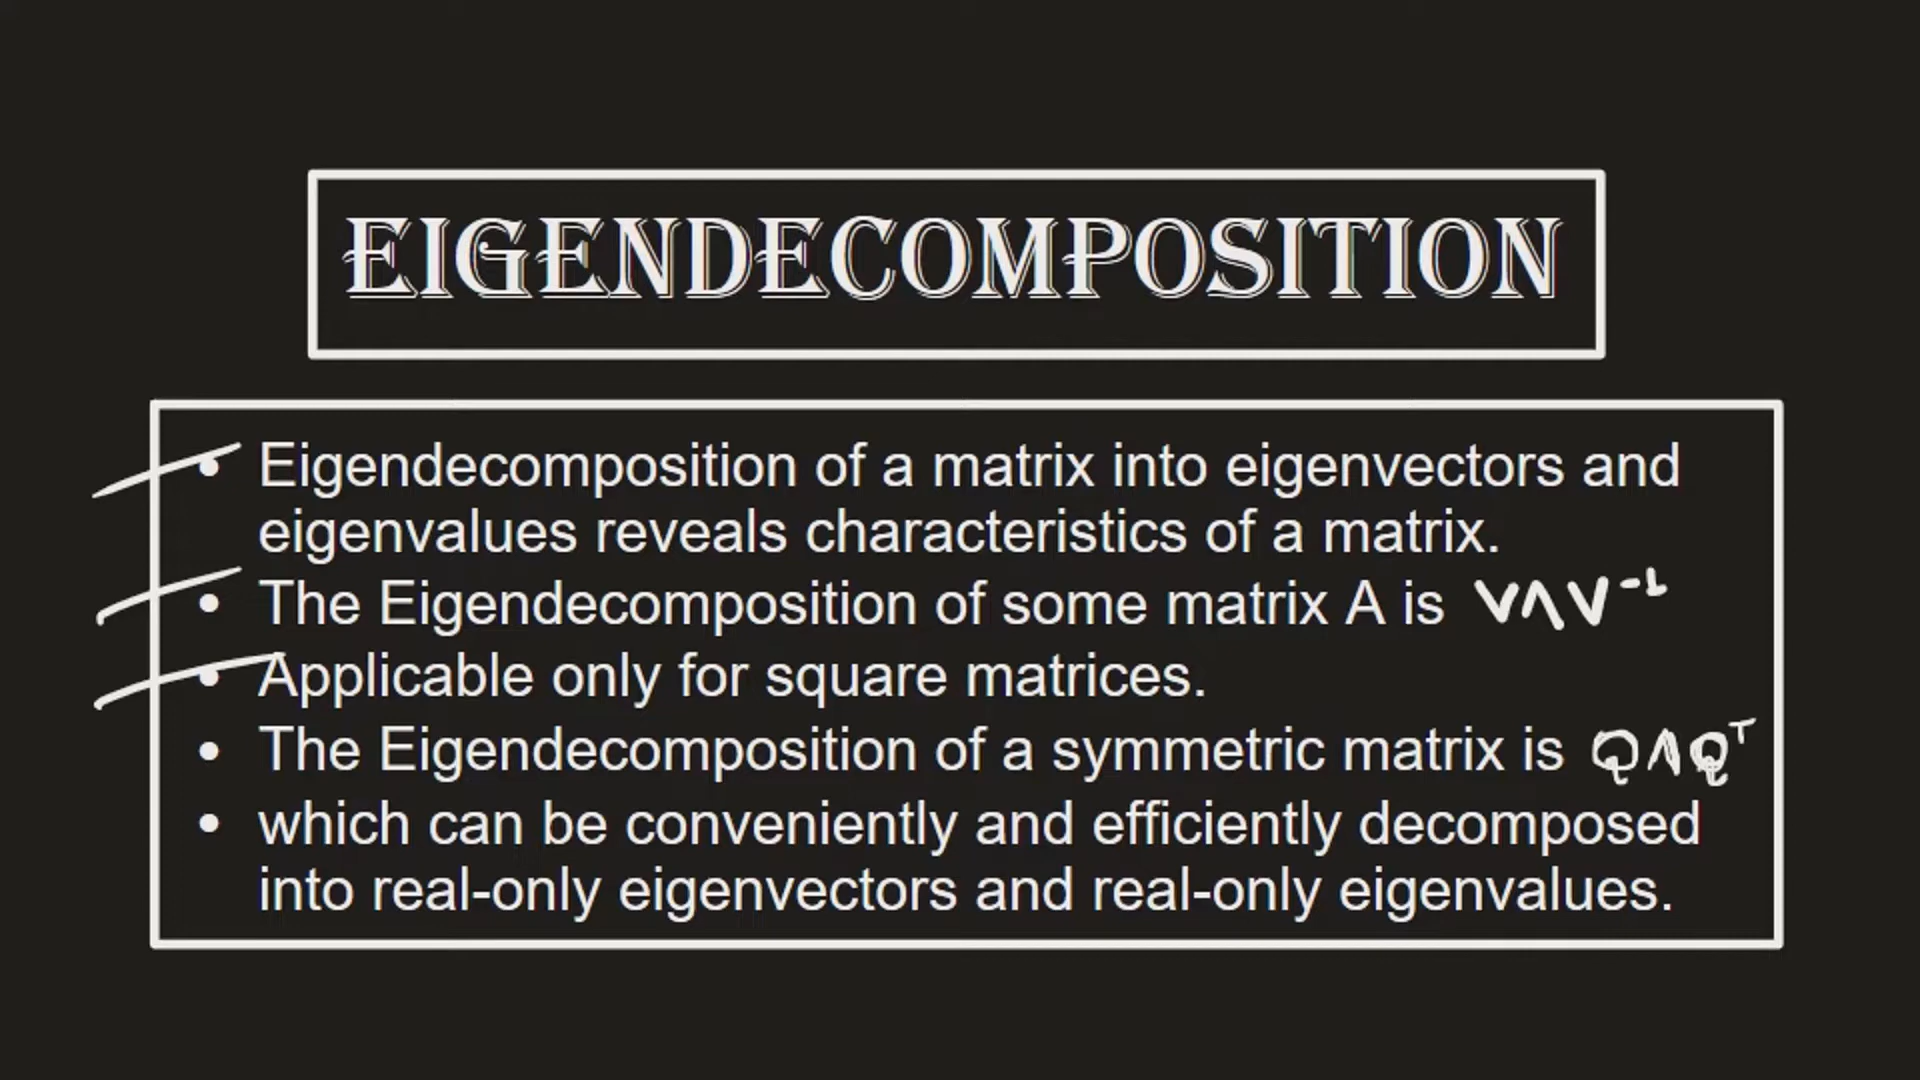 EIGENDECOMPOSITION
• Eigendecomposition of a matrix into eigenvectors and
eigenvalues reveals characteristics of a matrix.
• The Eigendecomposition of some matrix A is VΛV⁻¹
• Applicable only for square matrices.
• The Eigendecomposition of a symmetric matrix is QΛQᵀ
• which can be conveniently and efficiently decomposed
into real-only eigenvectors and real-only eigenvalues.